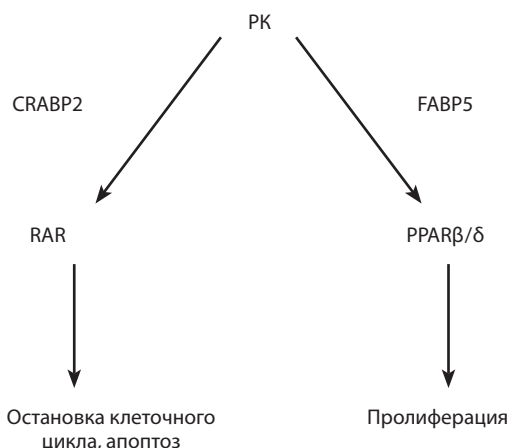 РК
CRABP2
FABP5
RAR
PPARβ/δ
Остановка клеточного
цикла, апоптоз
Пролиферация